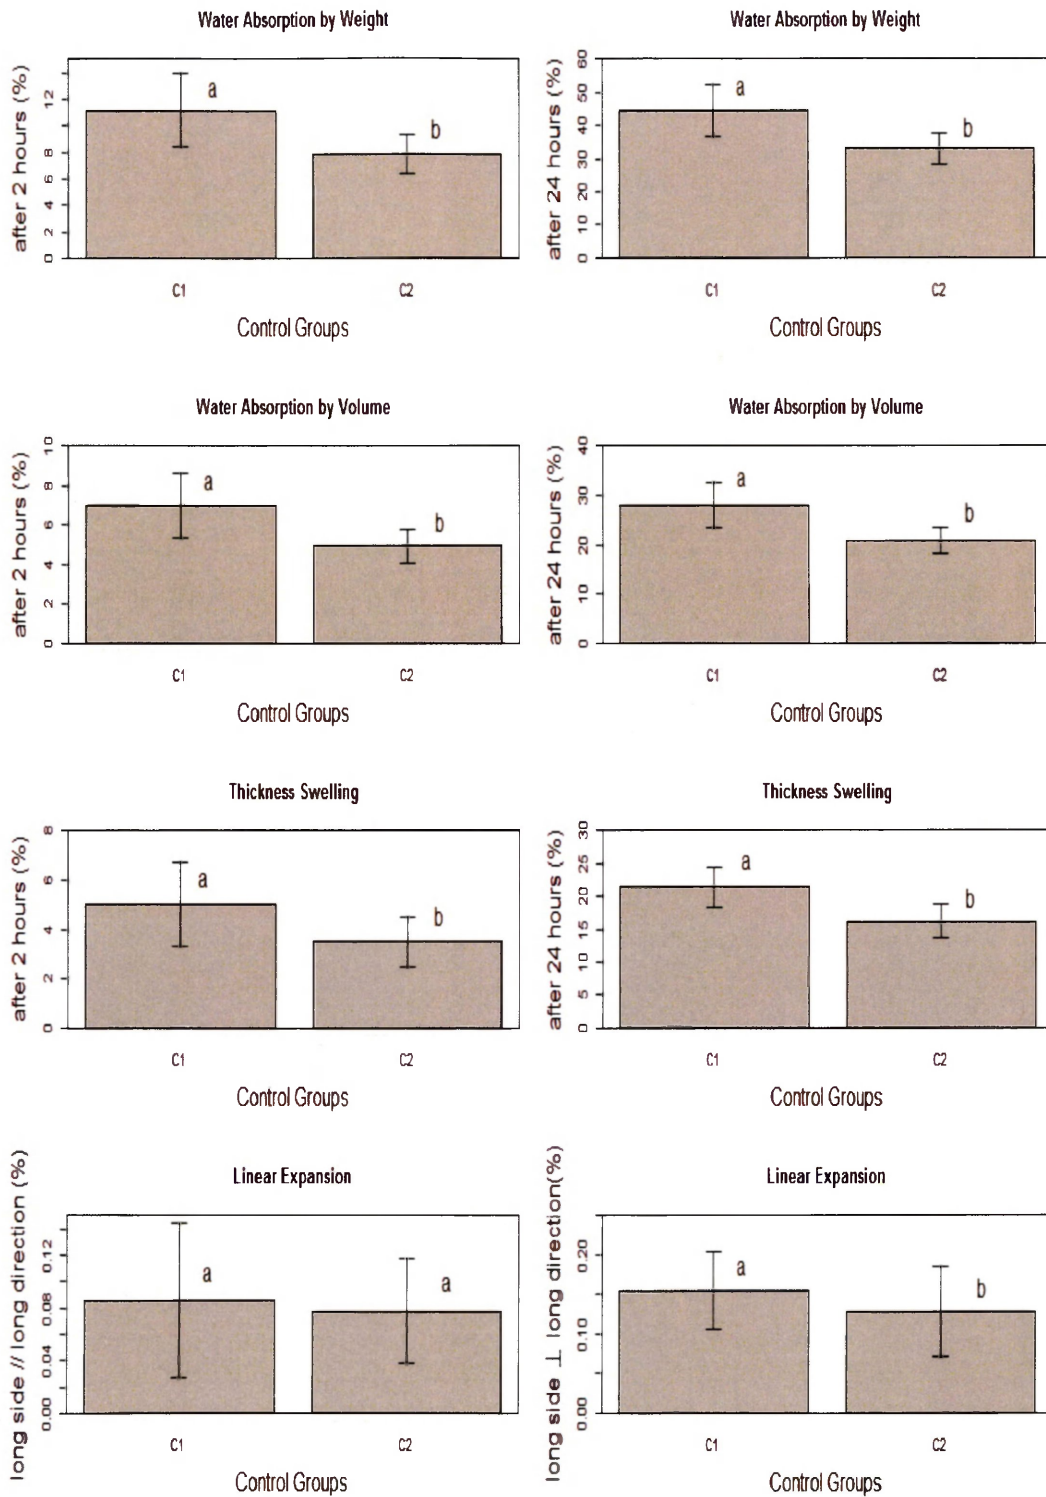 Water Absorption by Weight
after 2 hours (%)
0 2 4 6 8 12
a
b
C1 C2
Control Groups
Water Absorption by Weight
after 24 hours (%)
0 10 20 30 40 50 60
a
b
C1 C2
Control Groups
Water Absorption by Volume
after 2 hours (%)
0 2 4 6 8 10
a
b
C1 C2
Control Groups
Water Absorption by Volume
after 24 hours (%)
0 10 20 30 40
a
b
C1 C2
Control Groups
Thickness Swelling
after 2 hours (%)
0 2 4 6 8
a
b
C1 C2
Control Groups
Thickness Swelling
after 24 hours (%)
0 5 10 15 20 25 30
a
b
C1 C2
Control Groups
Linear Expansion
long side // long direction (%)
0.00 0.04 0.08 0.12
a
a
C1 C2
Control Groups
Linear Expansion
long side ⊥ long direction(%)
0.00 0.10 0.20
a
b
C1 C2
Control Groups